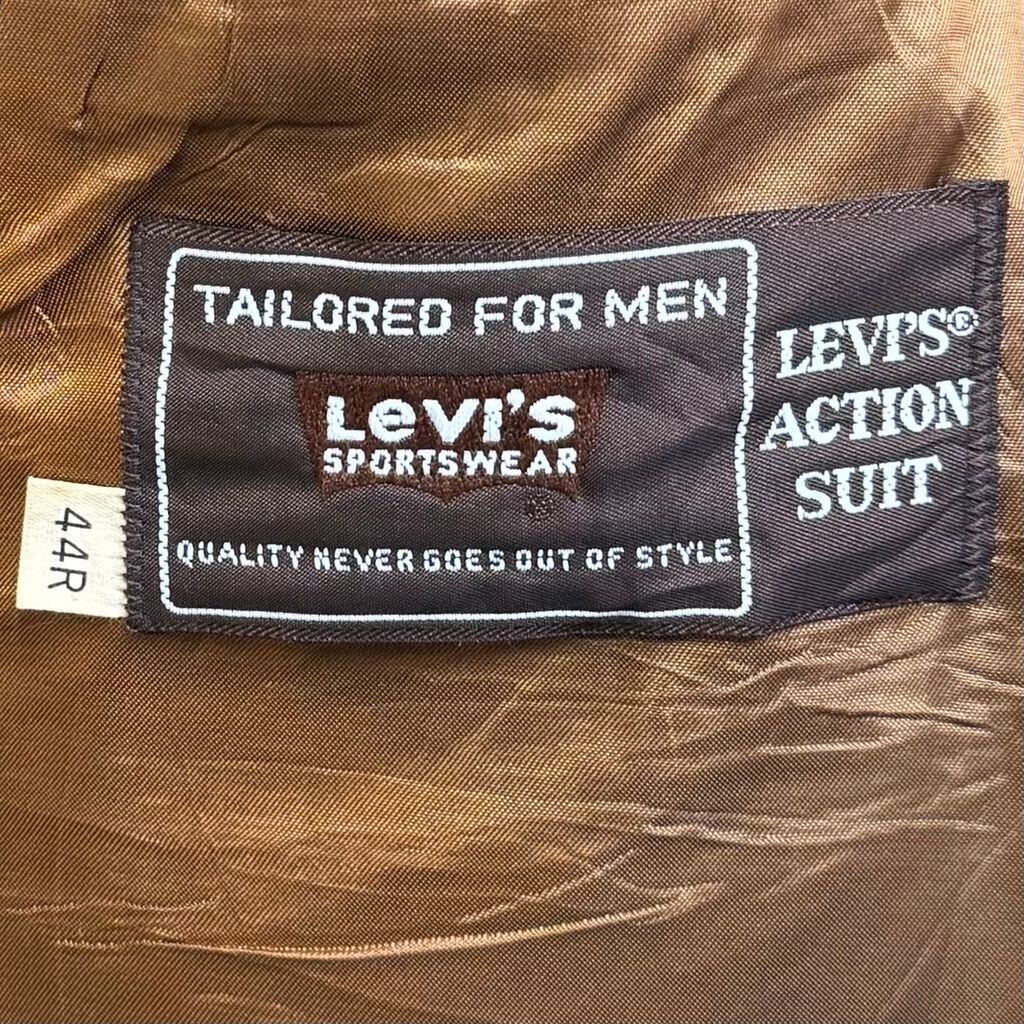 TAILORED FOR MEN
Levi's
SPORTSWEAR
QUALITY NEVER GOES OUT OF STYLE
LEVI'S®
ACTION
SUIT
44R